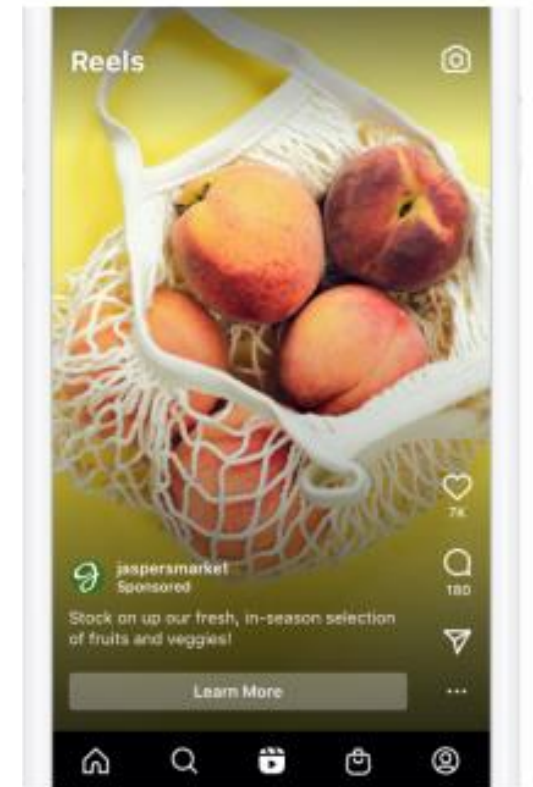 Reels
7K
180
jaspersmarket
Sponsored
Stock on up our fresh, in-season selection
of fruits and veggies!
Learn More